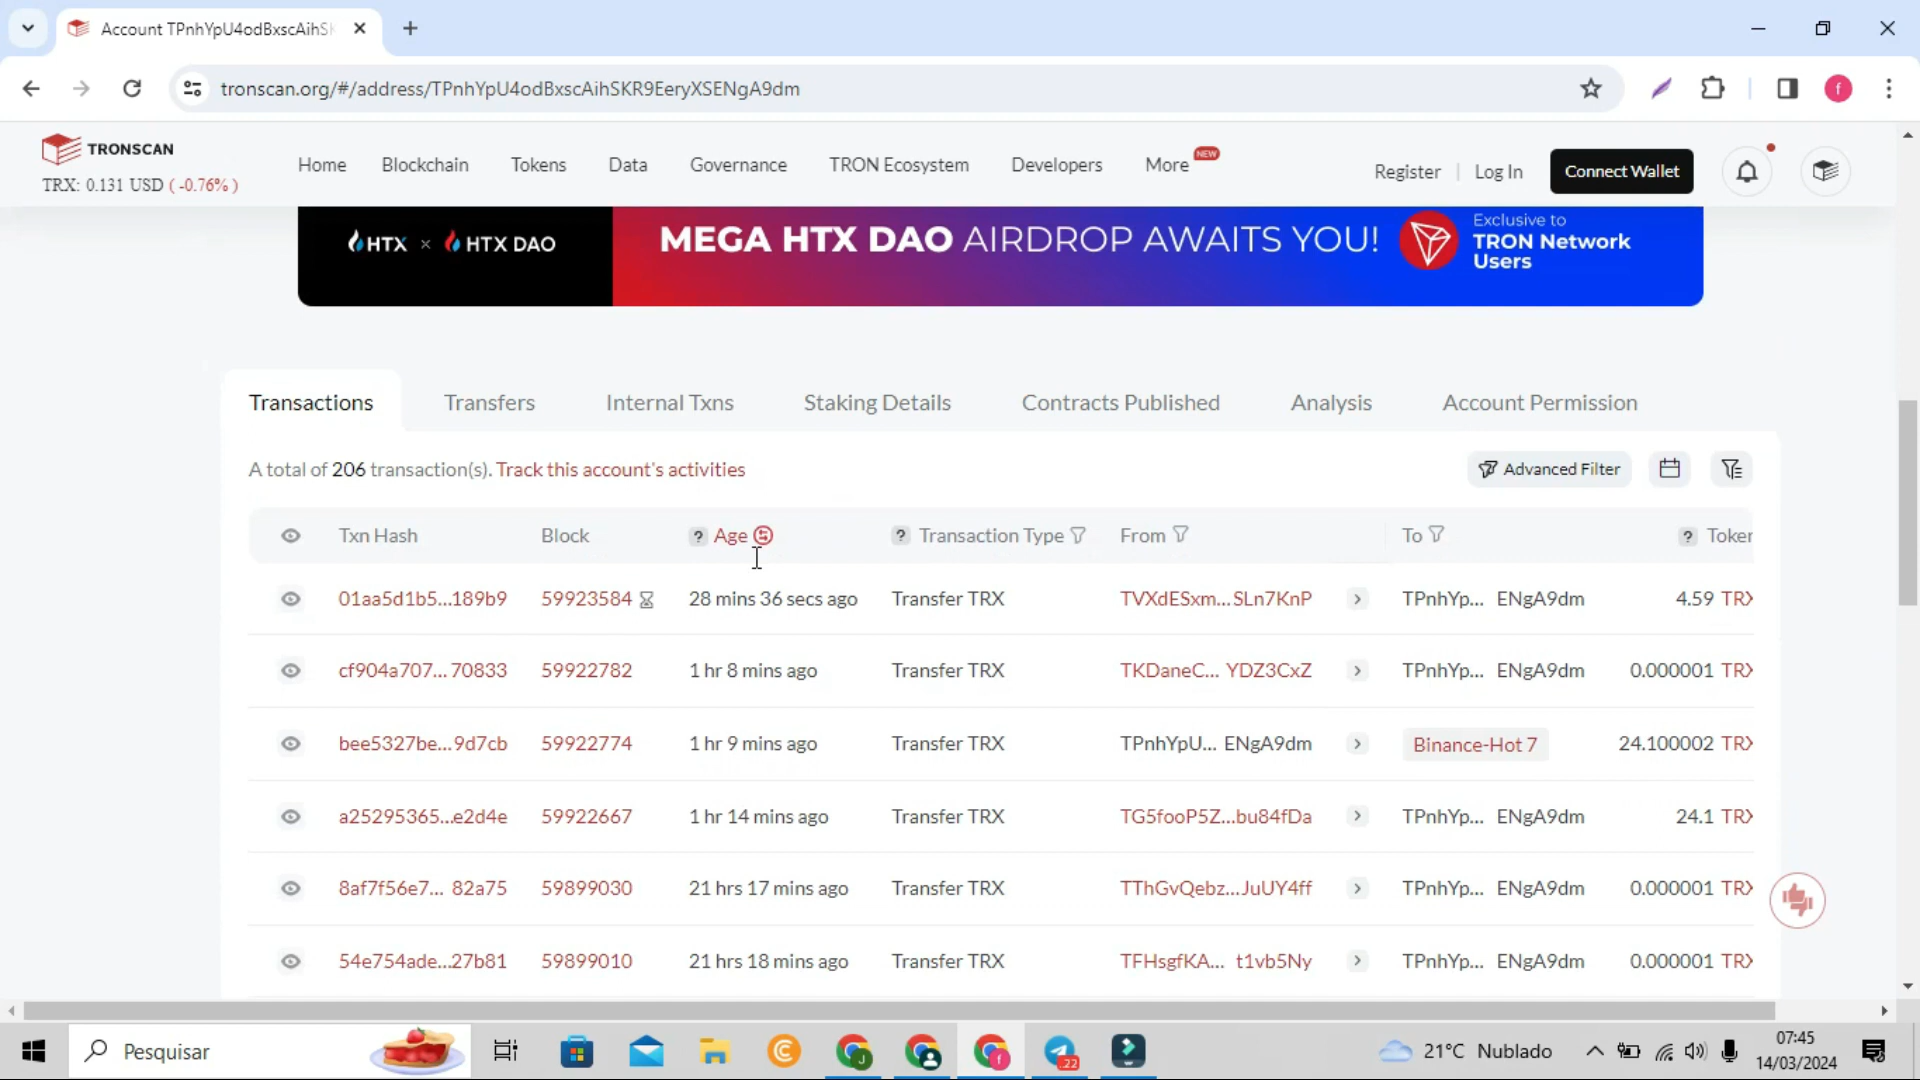 Account TPnhYpU4odBxscAihSK
tronscan.org/#/address/TPnhYpU4odBxscAihSKR9EeryXSENgA9dm
f
TRONSCAN
TRX: 0.131 USD ( -0.76% )
Home Blockchain Tokens Data Governance TRON Ecosystem Developers More NEW
Register | Log In Connect Wallet
HTX × HTX DAO
MEGA HTX DAO AIRDROP AWAITS YOU!
Exclusive to
TRON Network
Users
Transactions Transfers Internal Txns Staking Details Contracts Published Analysis Account Permission
A total of 206 transaction(s). Track this account's activities
Advanced Filter
Txn Hash Block ? Age ? Transaction Type From To ? Token
01aa5d1b5...189b9 59923584 28 mins 36 secs ago Transfer TRX TVXdESxm...SLn7KnP TPnhYp... ENgA9dm 4.59 TRX
cf904a707...70833 59922782 1 hr 8 mins ago Transfer TRX TKDaneC... YDZ3CxZ TPnhYp... ENgA9dm 0.000001 TRX
bee5327be...9d7cb 59922774 1 hr 9 mins ago Transfer TRX TPnhYpU... ENgA9dm Binance-Hot 7 24.100002 TRX
a25295365...e2d4e 59922667 1 hr 14 mins ago Transfer TRX TG5fooP5Z...bu84fDa TPnhYp... ENgA9dm 24.1 TRX
8af7f56e7... 82a75 59899030 21 hrs 17 mins ago Transfer TRX TThGvQebz...JuUY4ff TPnhYp... ENgA9dm 0.000001 TRX
54e754ade...27b81 59899010 21 hrs 18 mins ago Transfer TRX TFHsgfKA... t1vb5Ny TPnhYp... ENgA9dm 0.000001 TRX
Pesquisar
J
f
22
21°C Nublado
07:45
14/03/2024